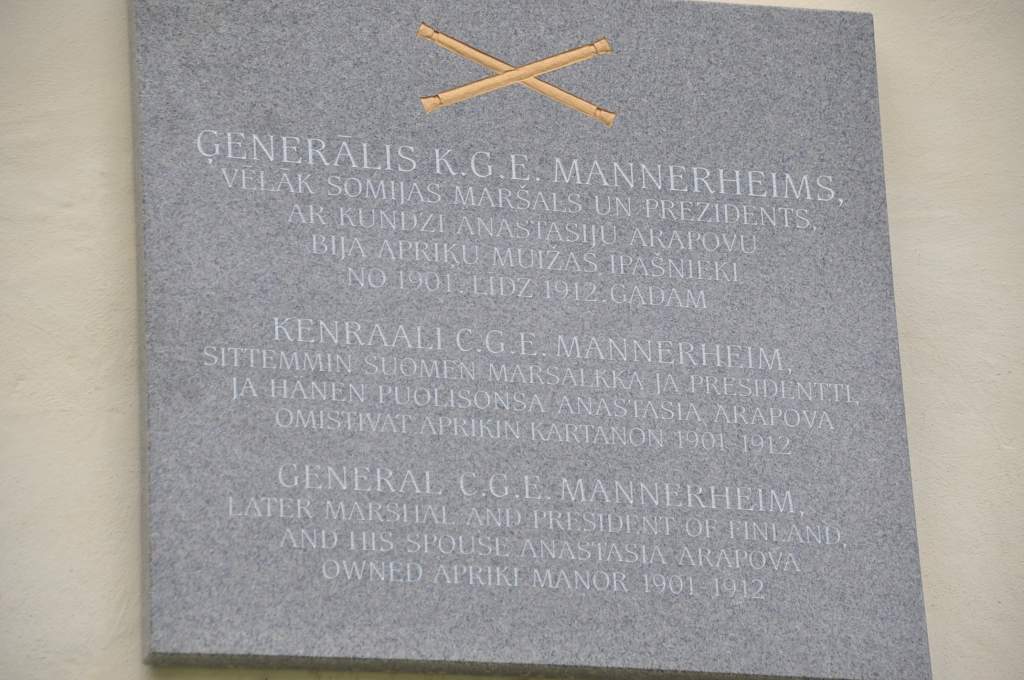 ĢENERĀLIS K.G.E. MANNERHEIMS,
VĒLĀK SOMIJAS MARŠALS UN PREZIDENTS,
AR KUNDZI ANASTASIJU ARAPOVU
BIJA APRIĶU MUIŽAS ĪPAŠNIEKI
NO 1901. LĪDZ 1912. GADAM
KENRAALI C.G.E. MANNERHEIM,
SITTEMMIN SUOMEN MARSALKKA JA PRESIDENTTI,
JA HÄNEN PUOLISONSA ANASTASIA ARAPOVA
OMISTIVAT APRIKIN KARTANON 1901-1912
GENERAL C.G.E. MANNERHEIM,
LATER MARSHAL AND PRESIDENT OF FINLAND,
AND HIS SPOUSE ANASTASIA ARAPOVA
OWNED APRIKI MANOR 1901-1912